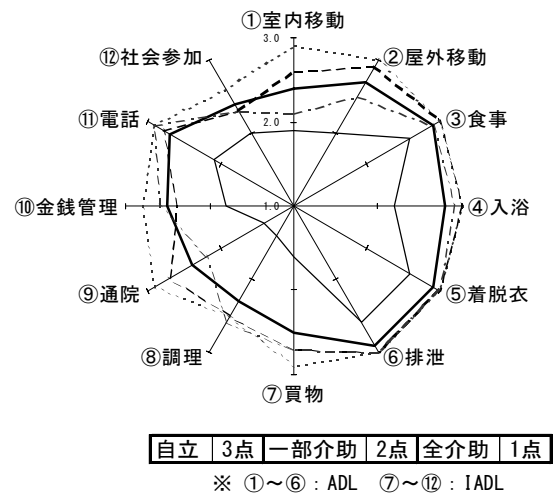 ①室内移動
3.0
⑫社会参加
②屋外移動
⑪電話
2.0
③食事
⑩金銭管理
1.0
④入浴
⑨通院
⑤着脱衣
⑧調理
⑥排泄
⑦買物
自立 3点 一部介助 2点 全介助 1点
※ ①～⑥：ADL ⑦～⑫：IADL